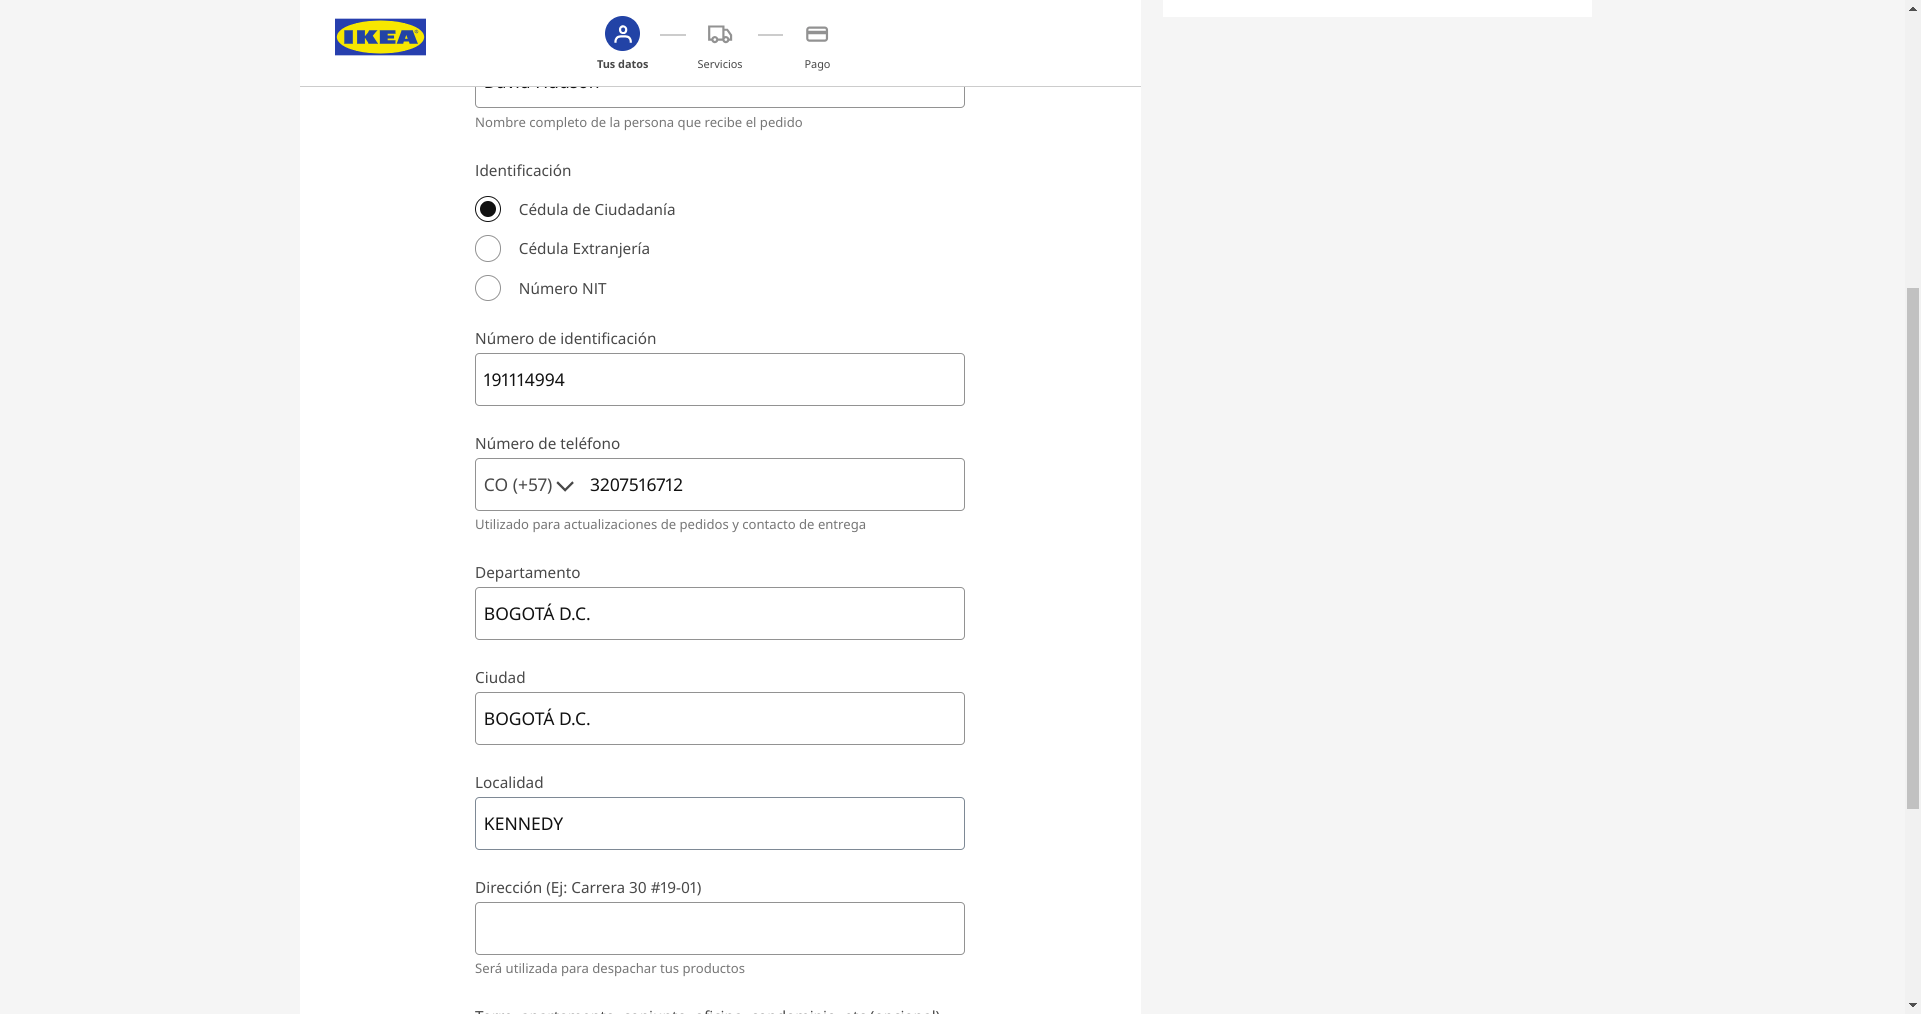 IKEA
Tus datos
Servicios
Pago
Nombre completo de la persona que recibe el pedido
Identificación
Cédula de Ciudadanía
Cédula Extranjería
Número NIT
Número de identificación
191114994
Número de teléfono
CO (+57) 3207516712
Utilizado para actualizaciones de pedidos y contacto de entrega
Departamento
BOGOTÁ D.C.
Ciudad
BOGOTÁ D.C.
Localidad
KENNEDY
Dirección (Ej: Carrera 30 #19-01)
Será utilizada para despachar tus productos